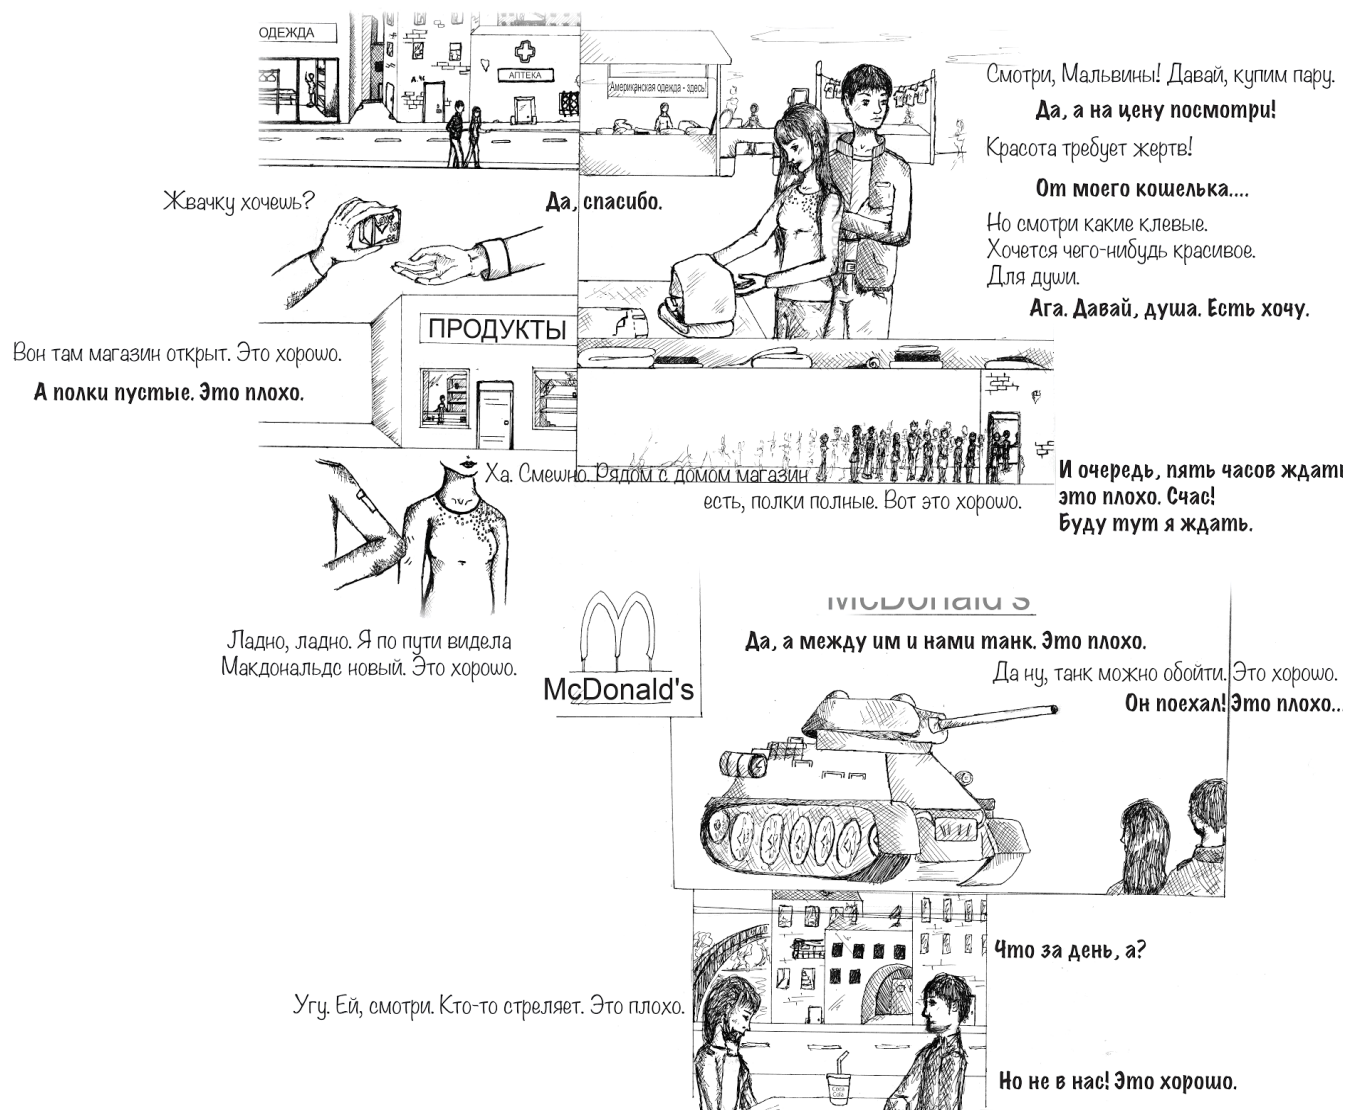 ОДЕЖДА
АПТЕКА
Американская одежда - здесь!
Смотри, Мальвины! Давай, купим пару.
Да, а на цену посмотри!
Красота требует жертв!
От моего кошелька....
Но смотри какие клевые.
Хочется чего-нибудь красивое.
Для души.
Ага. Давай, душа. Есть хочу.
Жвачку хочешь?
Да, спасибо.
ПРОДУКТЫ
Вон там магазин открыт. Это хорошо.
А полки пустые. Это плохо.
Ха. Смешно. Рядом с домом магазин
есть, полки полные. Вот это хорошо.
И очередь, пять часов ждать
это плохо. Счас!
Буду тут я ждать.
Ладно, ладно. Я по пути видела
Макдональдс новый. Это хорошо.
McDonald's
McDonald's
Да, а между им и нами танк. Это плохо.
Да ну, танк можно обойти. Это хорошо.
Он поехал! Это плохо..
Что за день, а?
Угу. Ей, смотри. Кто-то стреляет. Это плохо.
Coca
Cola
Но не в нас! Это хорошо.